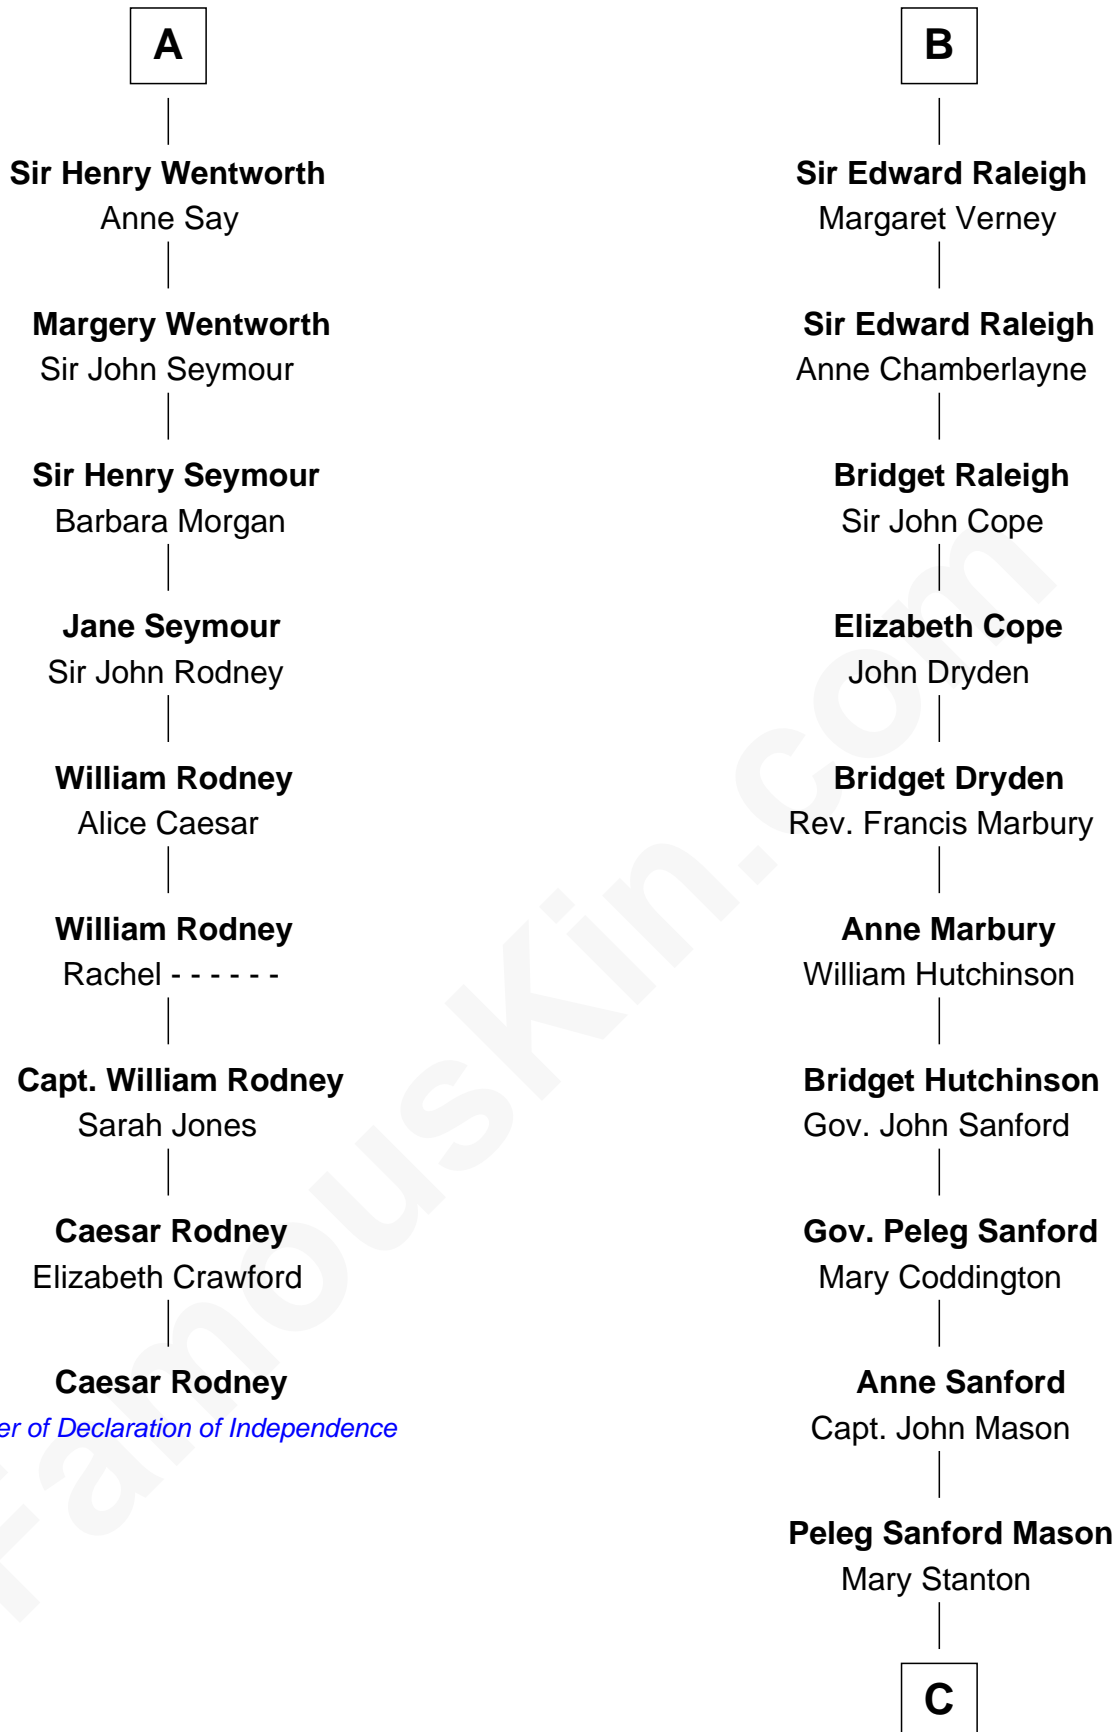 A
Sir Henry Wentworth
Anne Say
Margery Wentworth
Sir John Seymour
Sir Henry Seymour
Barbara Morgan
Jane Seymour
Sir John Rodney
William Rodney
Alice Caesar
William Rodney
Rachel - - - - - -
Capt. William Rodney
Sarah Jones
Caesar Rodney
Elizabeth Crawford
Caesar Rodney
er of Declaration of Independence
B
Sir Edward Raleigh
Margaret Verney
Sir Edward Raleigh
Anne Chamberlayne
Bridget Raleigh
Sir John Cope
Elizabeth Cope
John Dryden
Bridget Dryden
Rev. Francis Marbury
Anne Marbury
William Hutchinson
Bridget Hutchinson
Gov. John Sanford
Gov. Peleg Sanford
Mary Coddington
Anne Sanford
Capt. John Mason
Peleg Sanford Mason
Mary Stanton
C
FamousKin.com